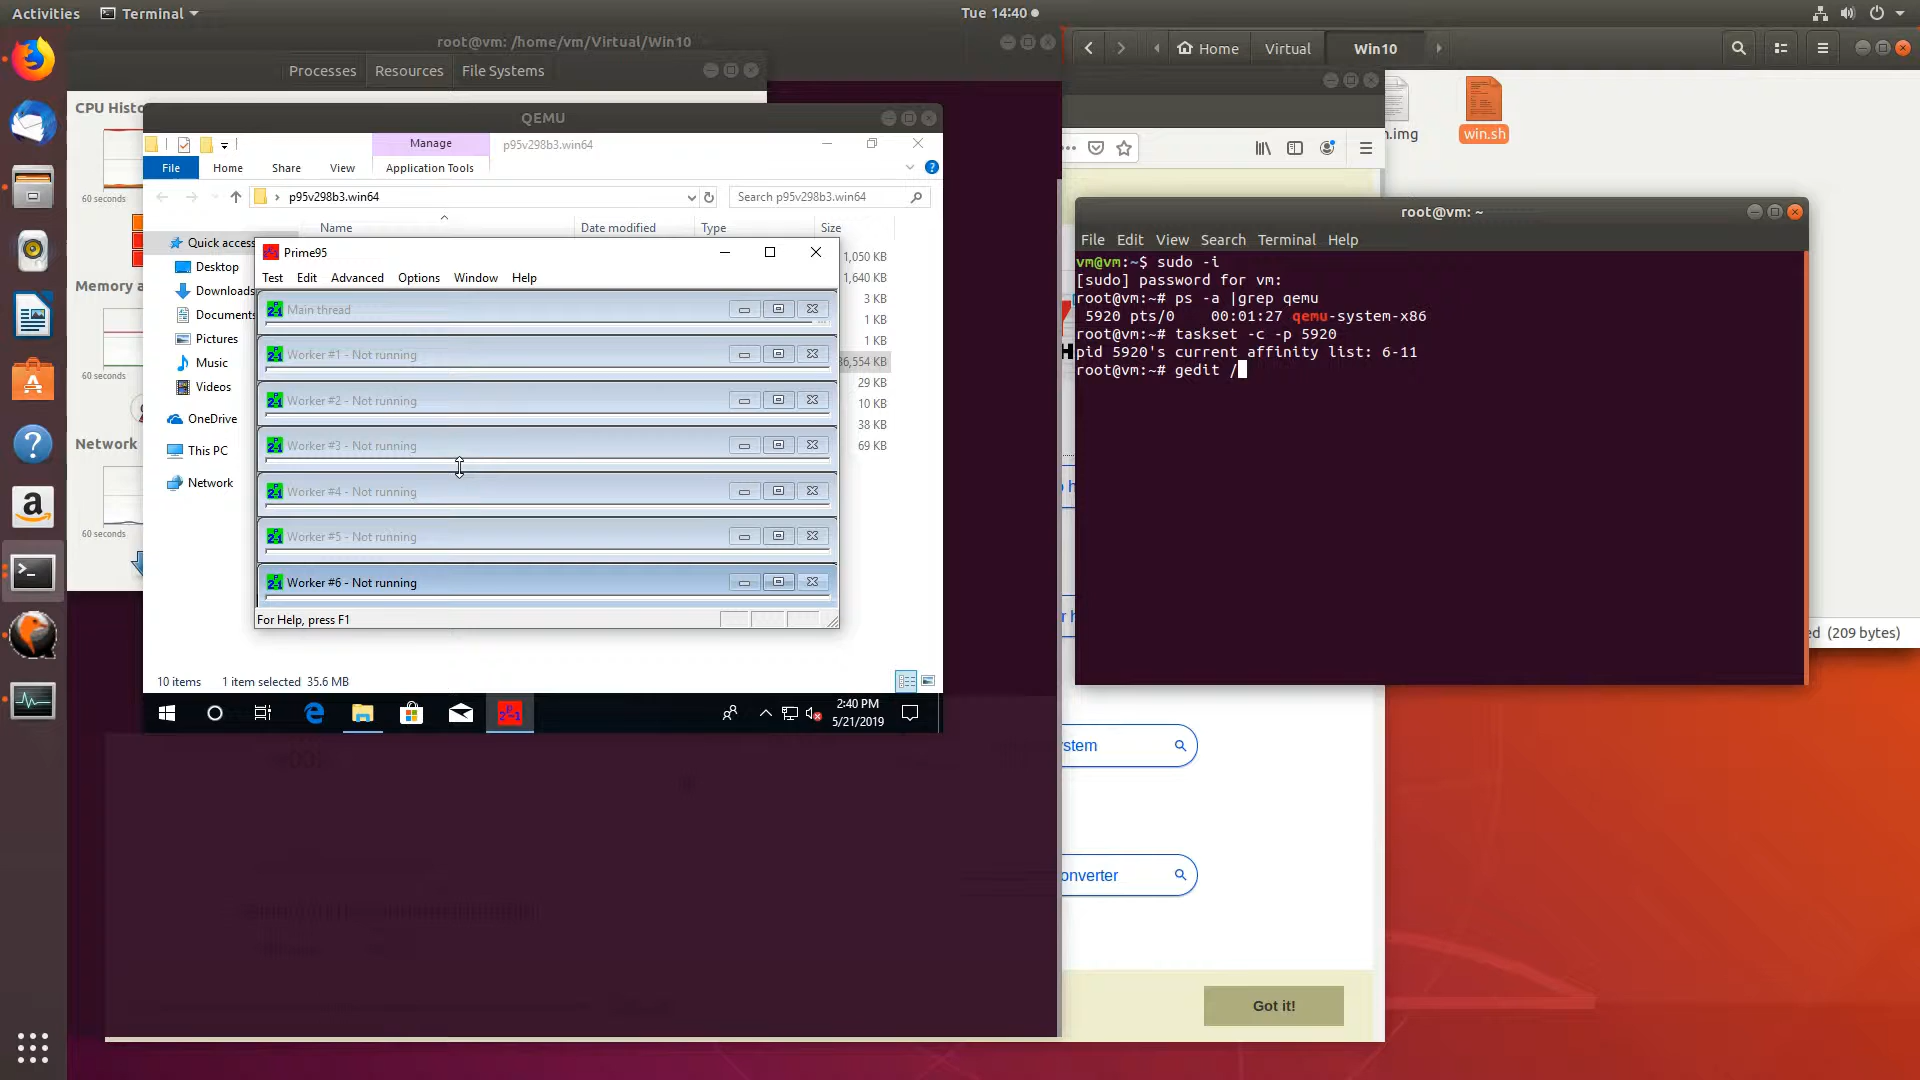 Activities
Terminal
Tue 14:40
root@vm: /home/vm/Virtual/Win10
Processes
Resources
File Systems
Home
Virtual
Win10
CPU Histo
60 seconds
Memory a
60 seconds
Network
60 seconds
QEMU
Manage
p95v298b3.win64
File
Home
Share
View
Application Tools
p95v298b3.win64
Search p95v298b3.win64
Name
Date modified
Type
Size
Quick access
Desktop
Downloads
Documents
Pictures
Music
Videos
OneDrive
This PC
Network
1,050 KB
1,640 KB
3 KB
1 KB
1 KB
36,554 KB
29 KB
10 KB
38 KB
69 KB
Prime95
Test
Edit
Advanced
Options
Window
Help
Main thread
Worker #1 - Not running
Worker #2 - Not running
Worker #3 - Not running
Worker #4 - Not running
Worker #5 - Not running
Worker #6 - Not running
For Help, press F1
10 items
1 item selected 35.6 MB
2:40 PM
5/21/2019
n.img
win.sh
root@vm: ~
File
Edit
View
Search
Terminal
Help
vm@vm:~$ sudo -i
[sudo] password for vm:
root@vm:~# ps -a |grep qemu
5920 pts/0 00:01:27 qemu-system-x86
root@vm:~# taskset -c -p 5920
pid 5920's current affinity list: 6-11
root@vm:~# gedit /
ed (209 bytes)
ystem
onverter
Got it!